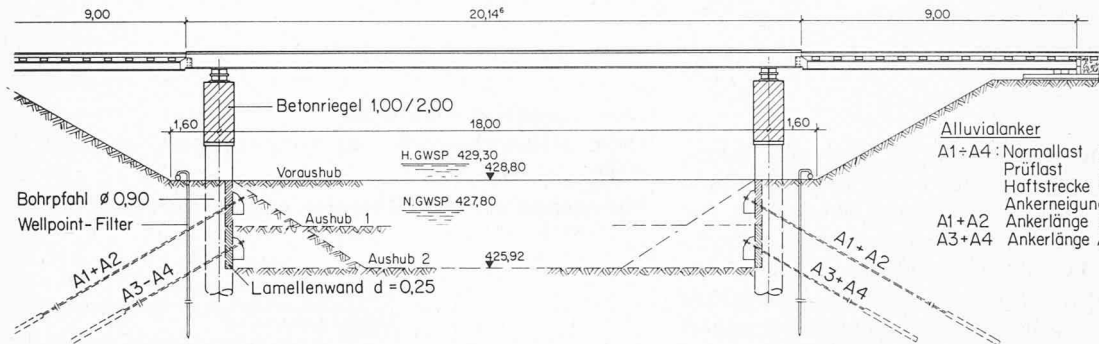 9,00
20,14⁶
9,00
Betonriegel 1,00/2,00
1,60
18,00
1,60
H.GWSP 429,30
428,80
Voraushub
Bohrpfahl ø 0,90
N.GWSP 427,80
Wellpoint-Filter
Aushub 1
Aushub 2
425,92
A1+A2
A3-A4
Lamellenwand d = 0,25
A1+A2
A3+A4
Alluvialanker
A1÷A4: Normallast
Prüflast
Haftstrecke
Ankerneigung
A1+A2 Ankerlänge
A3+A4 Ankerlänge